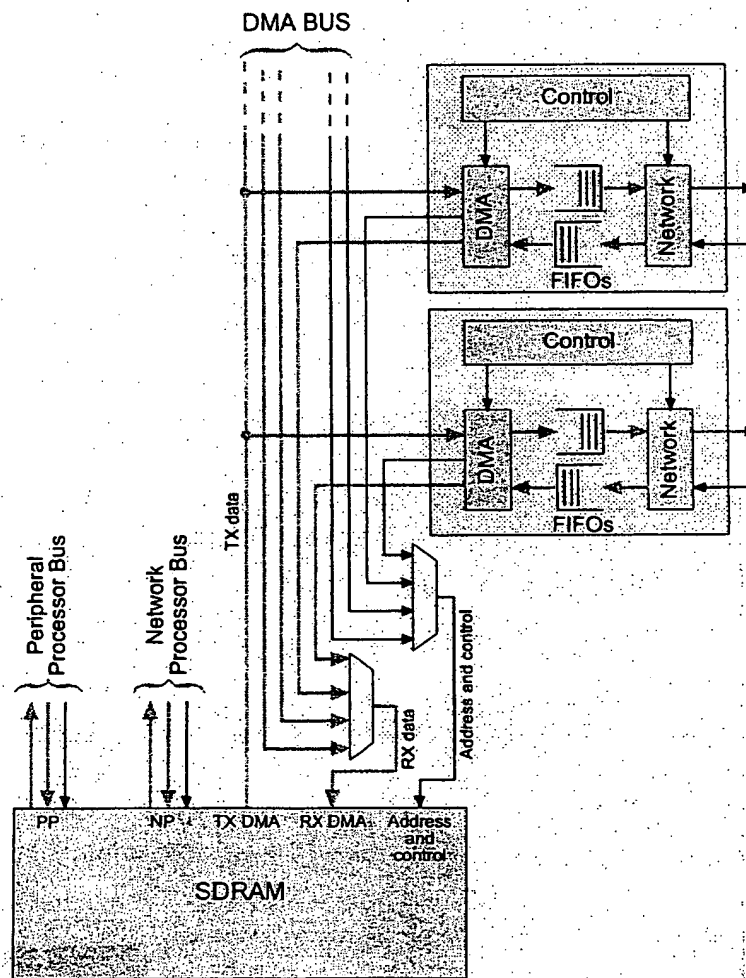 DMA BUS
Control
DMA
Network
FIFOs
Control
DMA
Network
FIFOs
TX data
Peripheral
Processor Bus
Network
Processor Bus
Address and control
RX data
PP
NP
TX DMA
RX DMA
Address
and
control
SDRAM